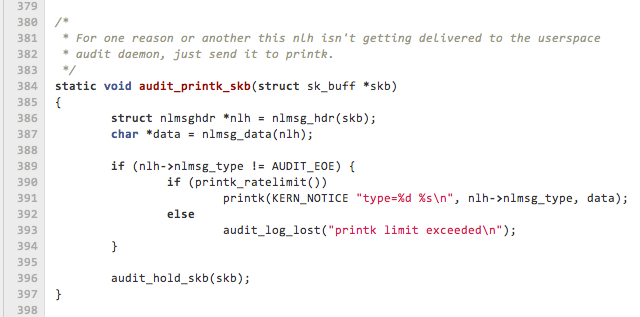 379
380 /*
381  * For one reason or another this nlh isn't getting delivered to the userspace
382  * audit daemon, just send it to printk.
383  */
384 static void audit_printk_skb(struct sk_buff *skb)
385 {
386         struct nlmsghdr *nlh = nlmsg_hdr(skb);
387         char *data = nlmsg_data(nlh);
388
389         if (nlh->nlmsg_type != AUDIT_EOE) {
390                 if (printk_ratelimit())
391                         printk(KERN_NOTICE "type=%d %s\n", nlh->nlmsg_type, data);
392                 else
393                         audit_log_lost("printk limit exceeded\n");
394         }
395
396         audit_hold_skb(skb);
397 }
398